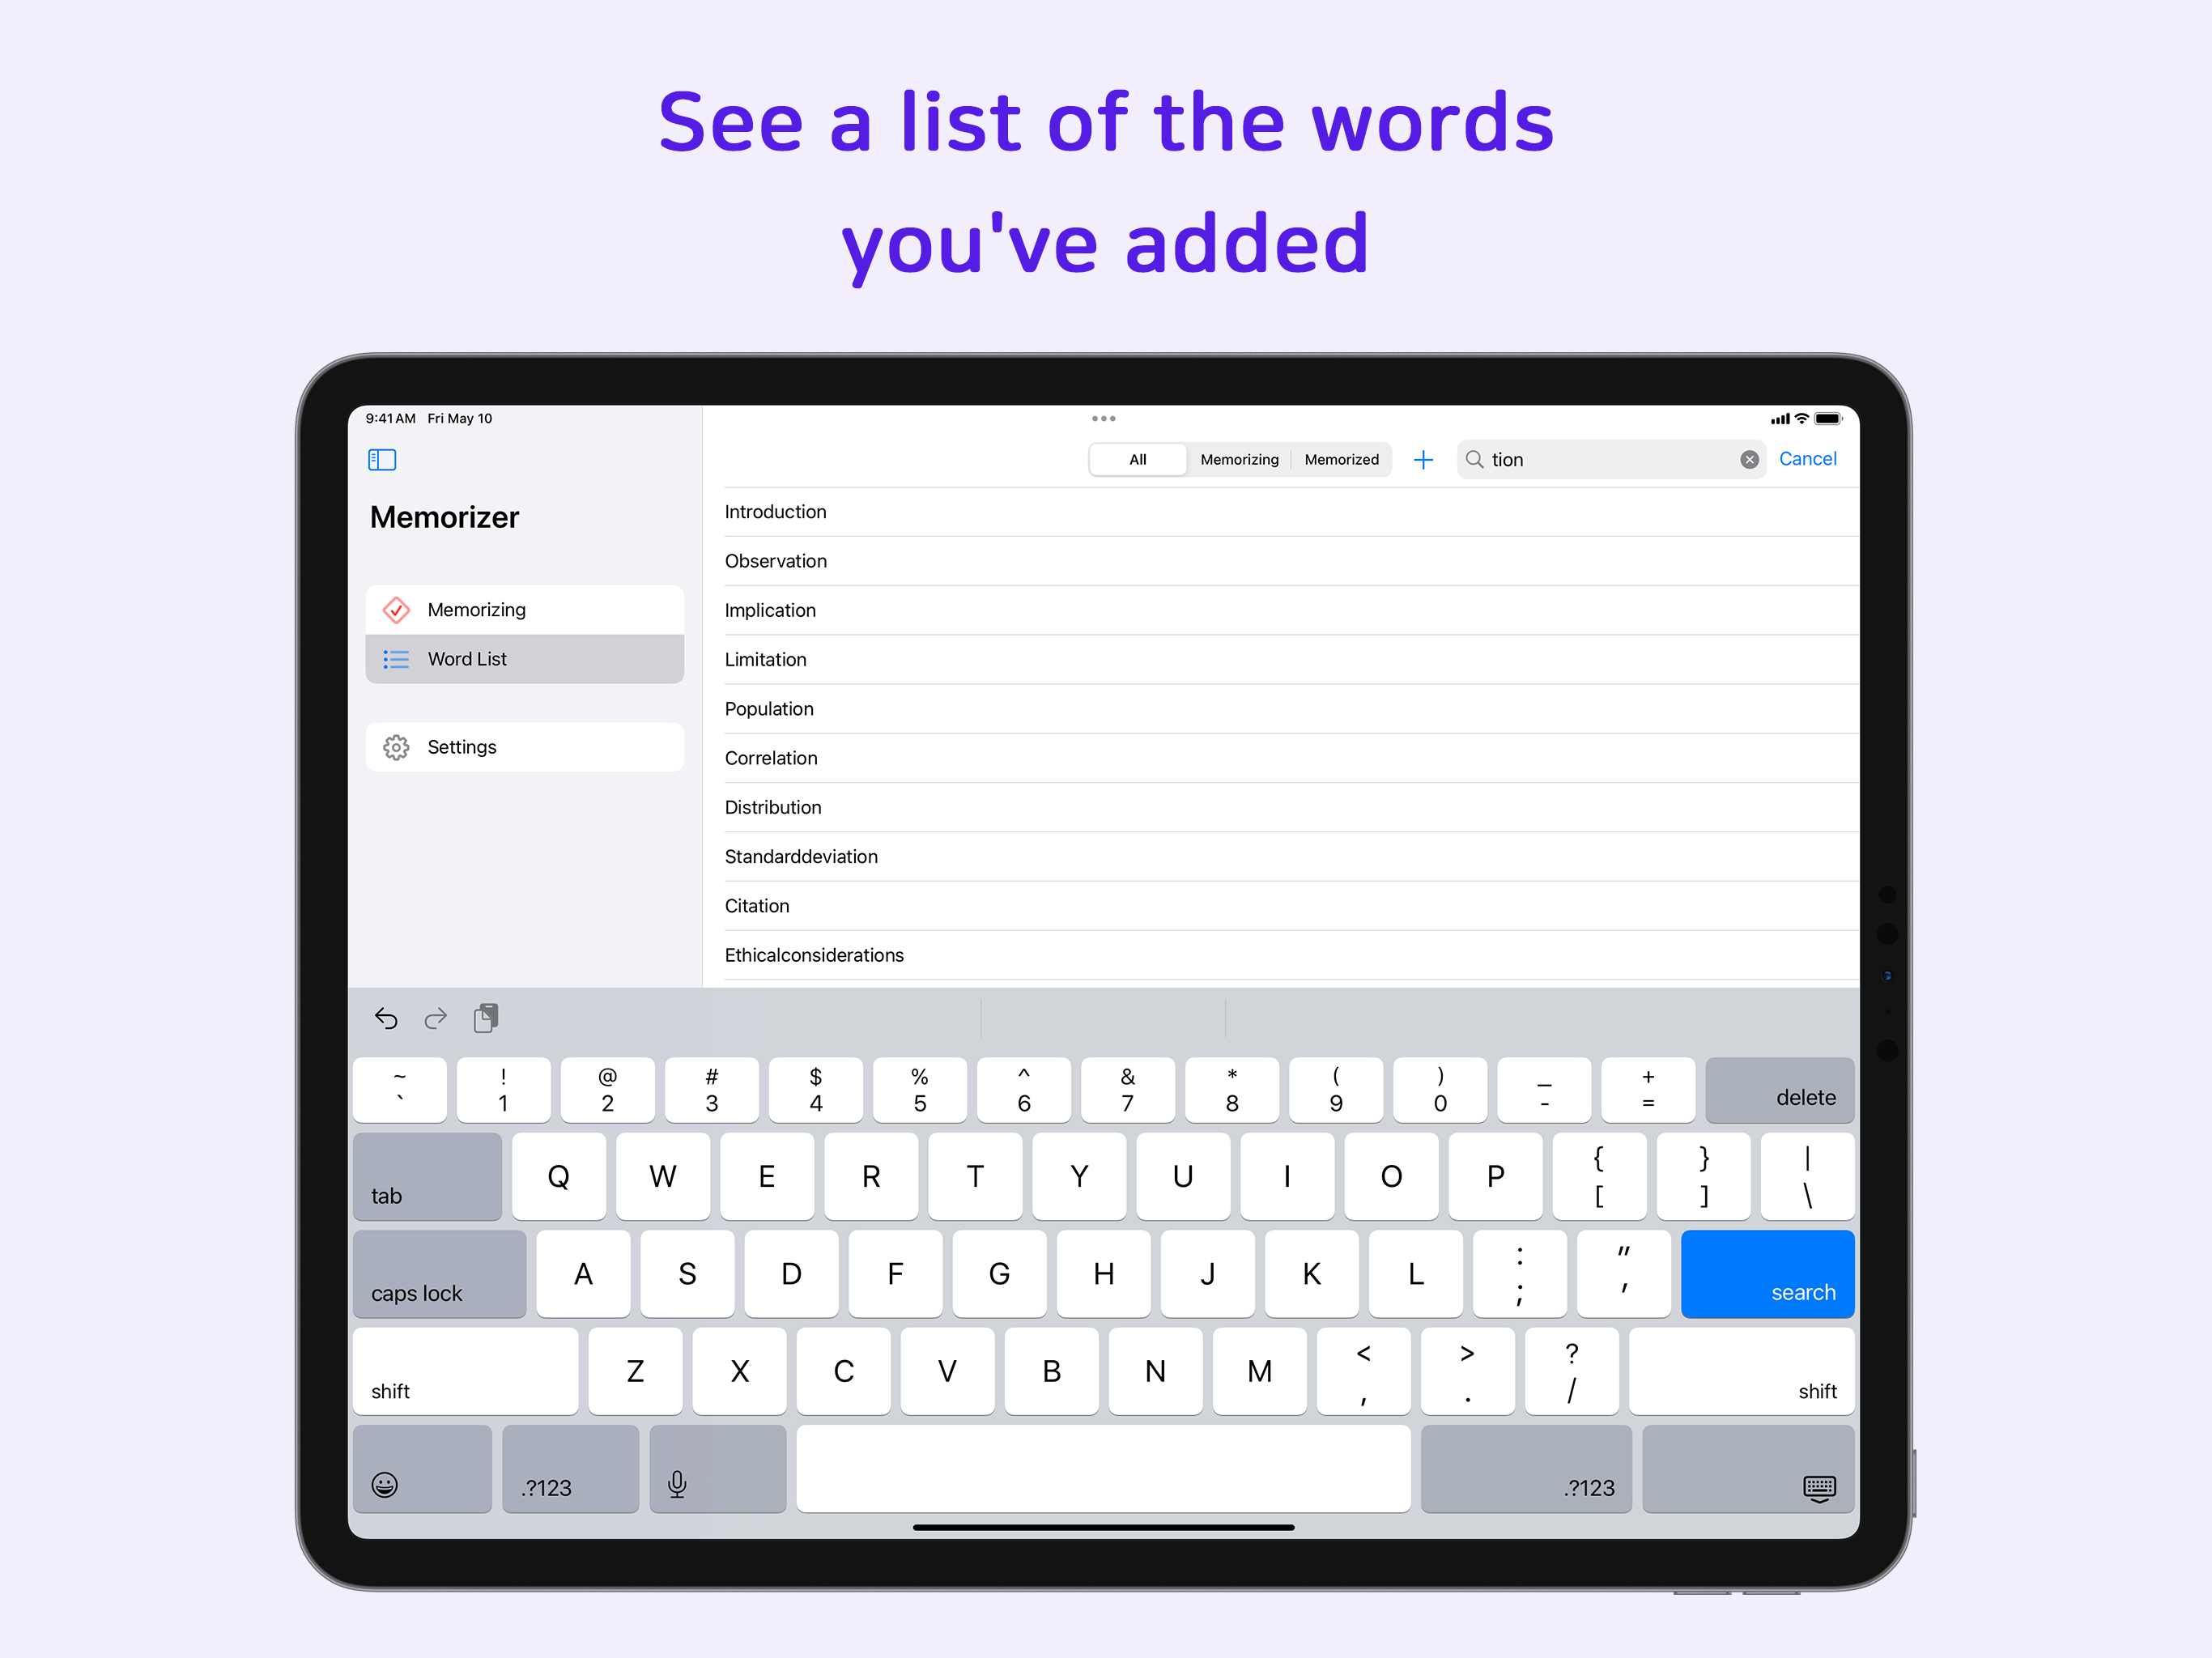 See a list of the words
you've added
9:41 AM Fri May 10
All Memorizing Memorized + tion Cancel
Memorizer
Memorizing
Word List
Settings
Introduction
Observation
Implication
Limitation
Population
Correlation
Distribution
Standarddeviation
Citation
Ethicalconsiderations
~ ! @ # $ % ^ & * ( ) _ +
` 1 2 3 4 5 6 7 8 9 0 - = delete
tab Q W E R T Y U I O P { [ } ] | \
caps lock A S D F G H J K L : ; " ' search
shift Z X C V B N M < , > . ? / shift
.?123 .?123